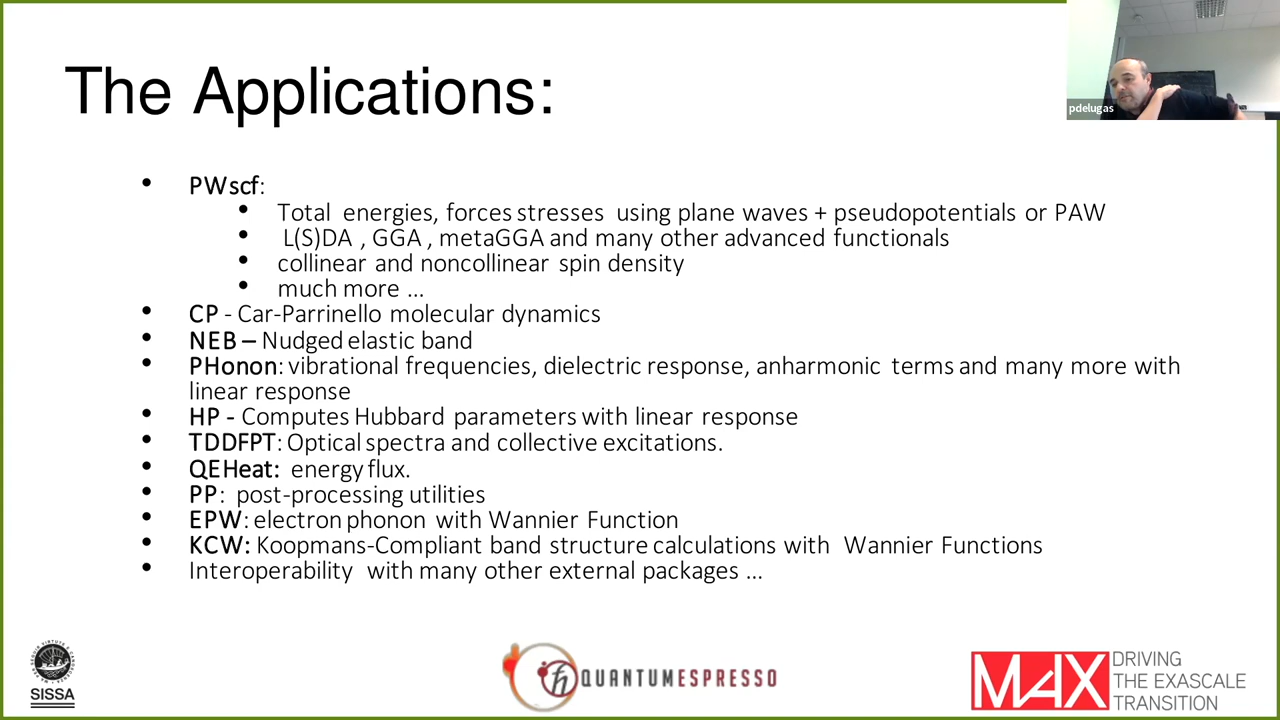 The Applications:
pdelugas
• PWscf:
• Total energies, forces stresses using plane waves + pseudopotentials or PAW
• L(S)DA , GGA , metaGGA and many other advanced functionals
• collinear and noncollinear spin density
• much more ...
• CP - Car-Parrinello molecular dynamics
• NEB – Nudged elastic band
• PHonon: vibrational frequencies, dielectric response, anharmonic terms and many more with
linear response
• HP - Computes Hubbard parameters with linear response
• TDDFPT: Optical spectra and collective excitations.
• QEHeat: energy flux.
• PP: post-processing utilities
• EPW: electron phonon with Wannier Function
• KCW: Koopmans-Compliant band structure calculations with Wannier Functions
• Interoperability with many other external packages ...
SISSA
ħ QUANTUMESPRESSO
MAX DRIVING
THE EXASCALE
TRANSITION